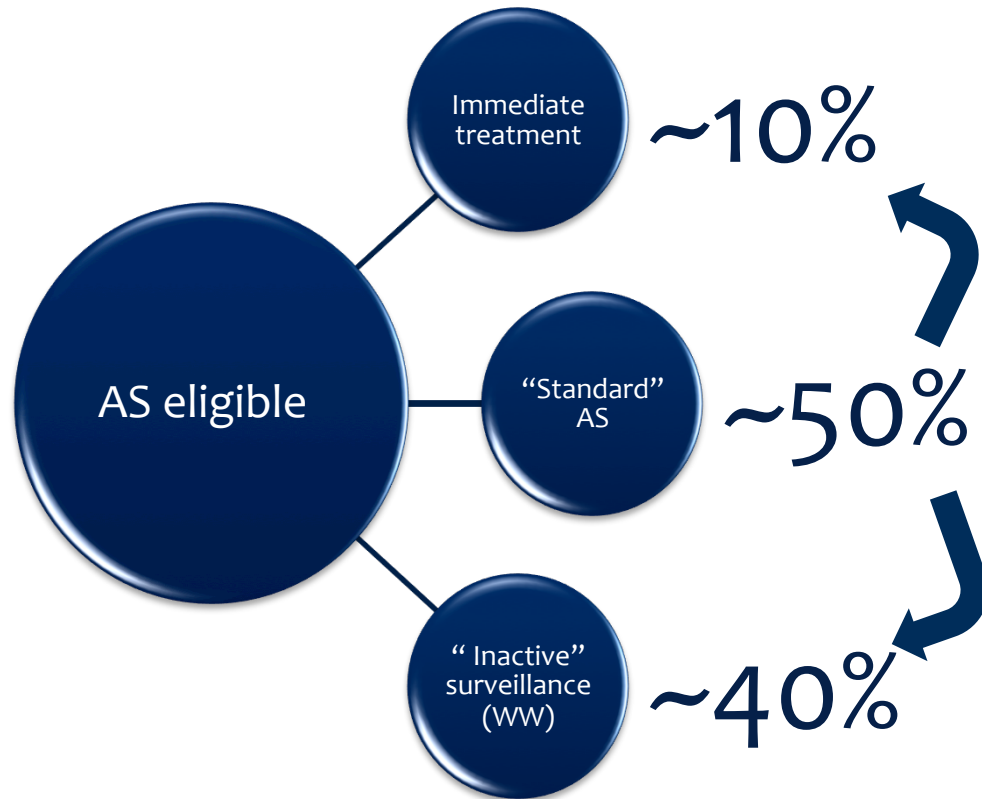 Immediate
treatment
~10%
AS eligible
“Standard”
AS
~50%
“ Inactive”
surveillance
(WW)
~40%